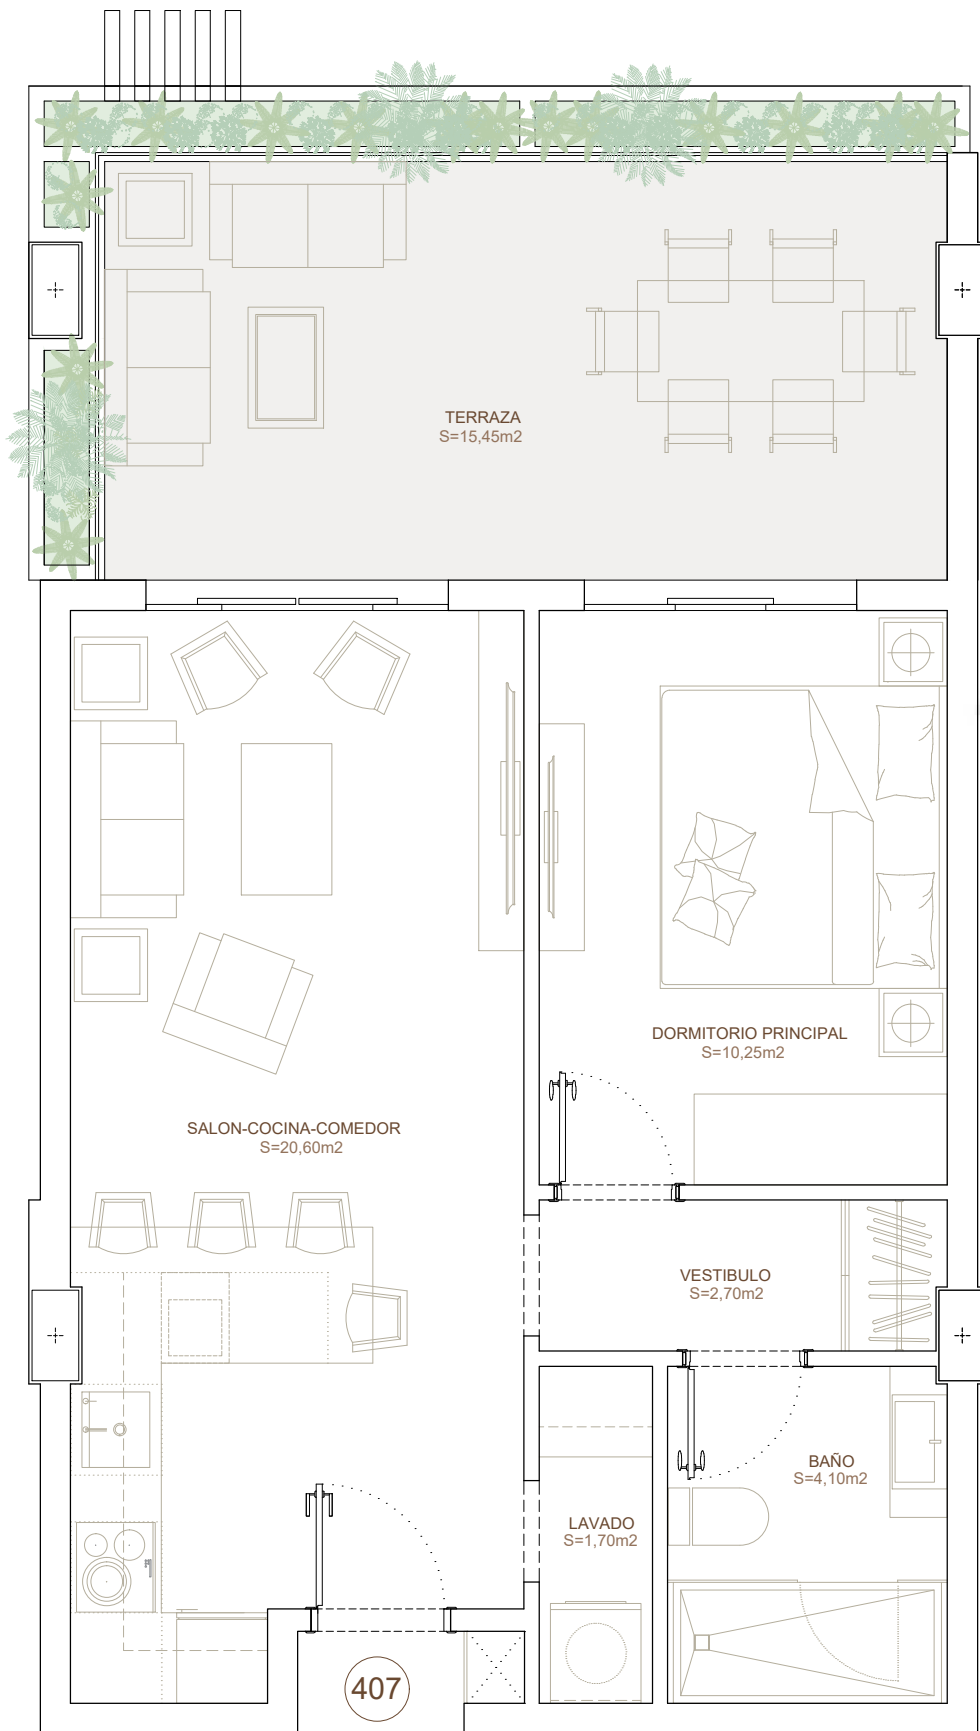 TERRAZA
S=15,45m2
DORMITORIO PRINCIPAL
S=10,25m2
SALON-COCINA-COMEDOR
S=20,60m2
VESTIBULO
S=2,70m2
BAÑO
S=4,10m2
LAVADO
S=1,70m2
407